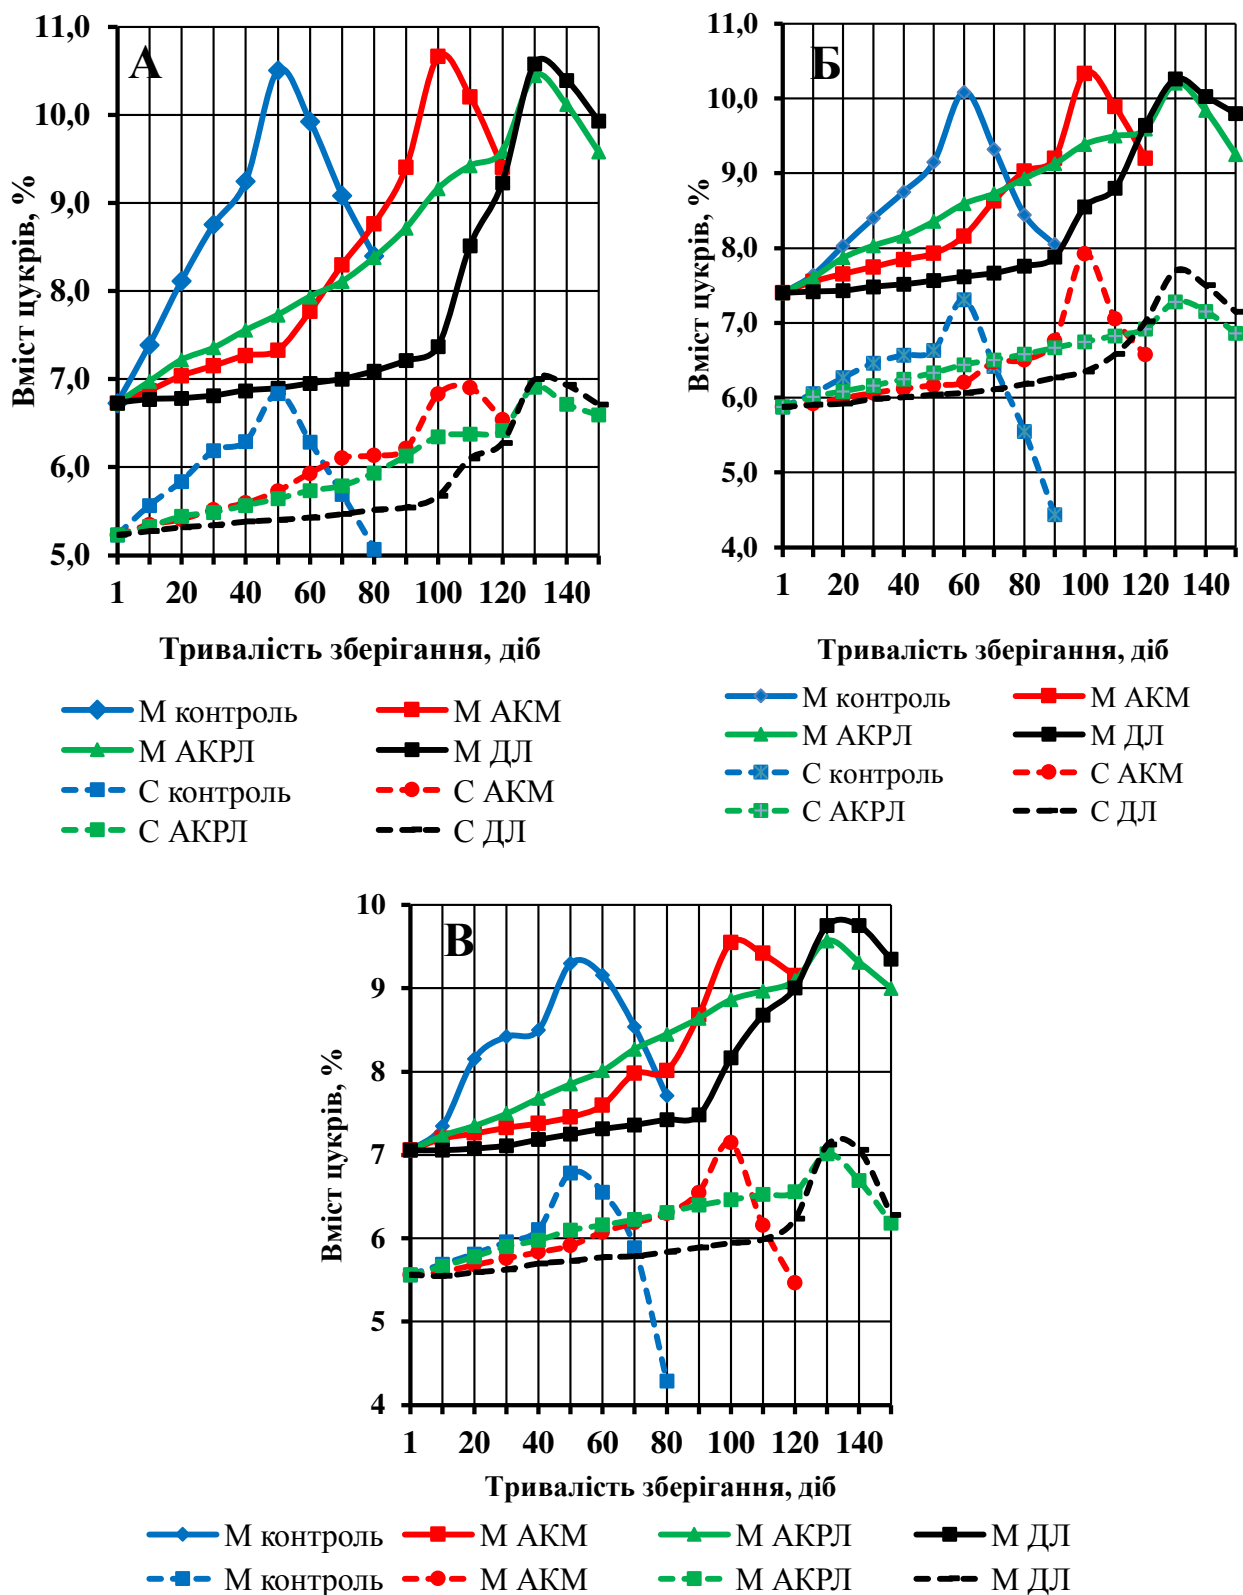 А
Вміст цукрів, %
11,0
10,0
9,0
8,0
7,0
6,0
5,0
1 20 40 60 80 100 120 140
Тривалість зберігання, діб
М контроль М АКМ
М АКРЛ М ДЛ
С контроль С АКМ
С АКРЛ С ДЛ
Б
Вміст цукрів, %
11,0
10,0
9,0
8,0
7,0
6,0
5,0
4,0
1 20 40 60 80 100 120 140
Тривалість зберігання, діб
М контроль М АКМ
М АКРЛ М ДЛ
С контроль С АКМ
С АКРЛ С ДЛ
В
Вміст цукрів, %
10
9
8
7
6
5
4
1 20 40 60 80 100 120 140
Тривалість зберігання, діб
М контроль М АКМ М АКРЛ М ДЛ
М контроль М АКМ М АКРЛ М ДЛ